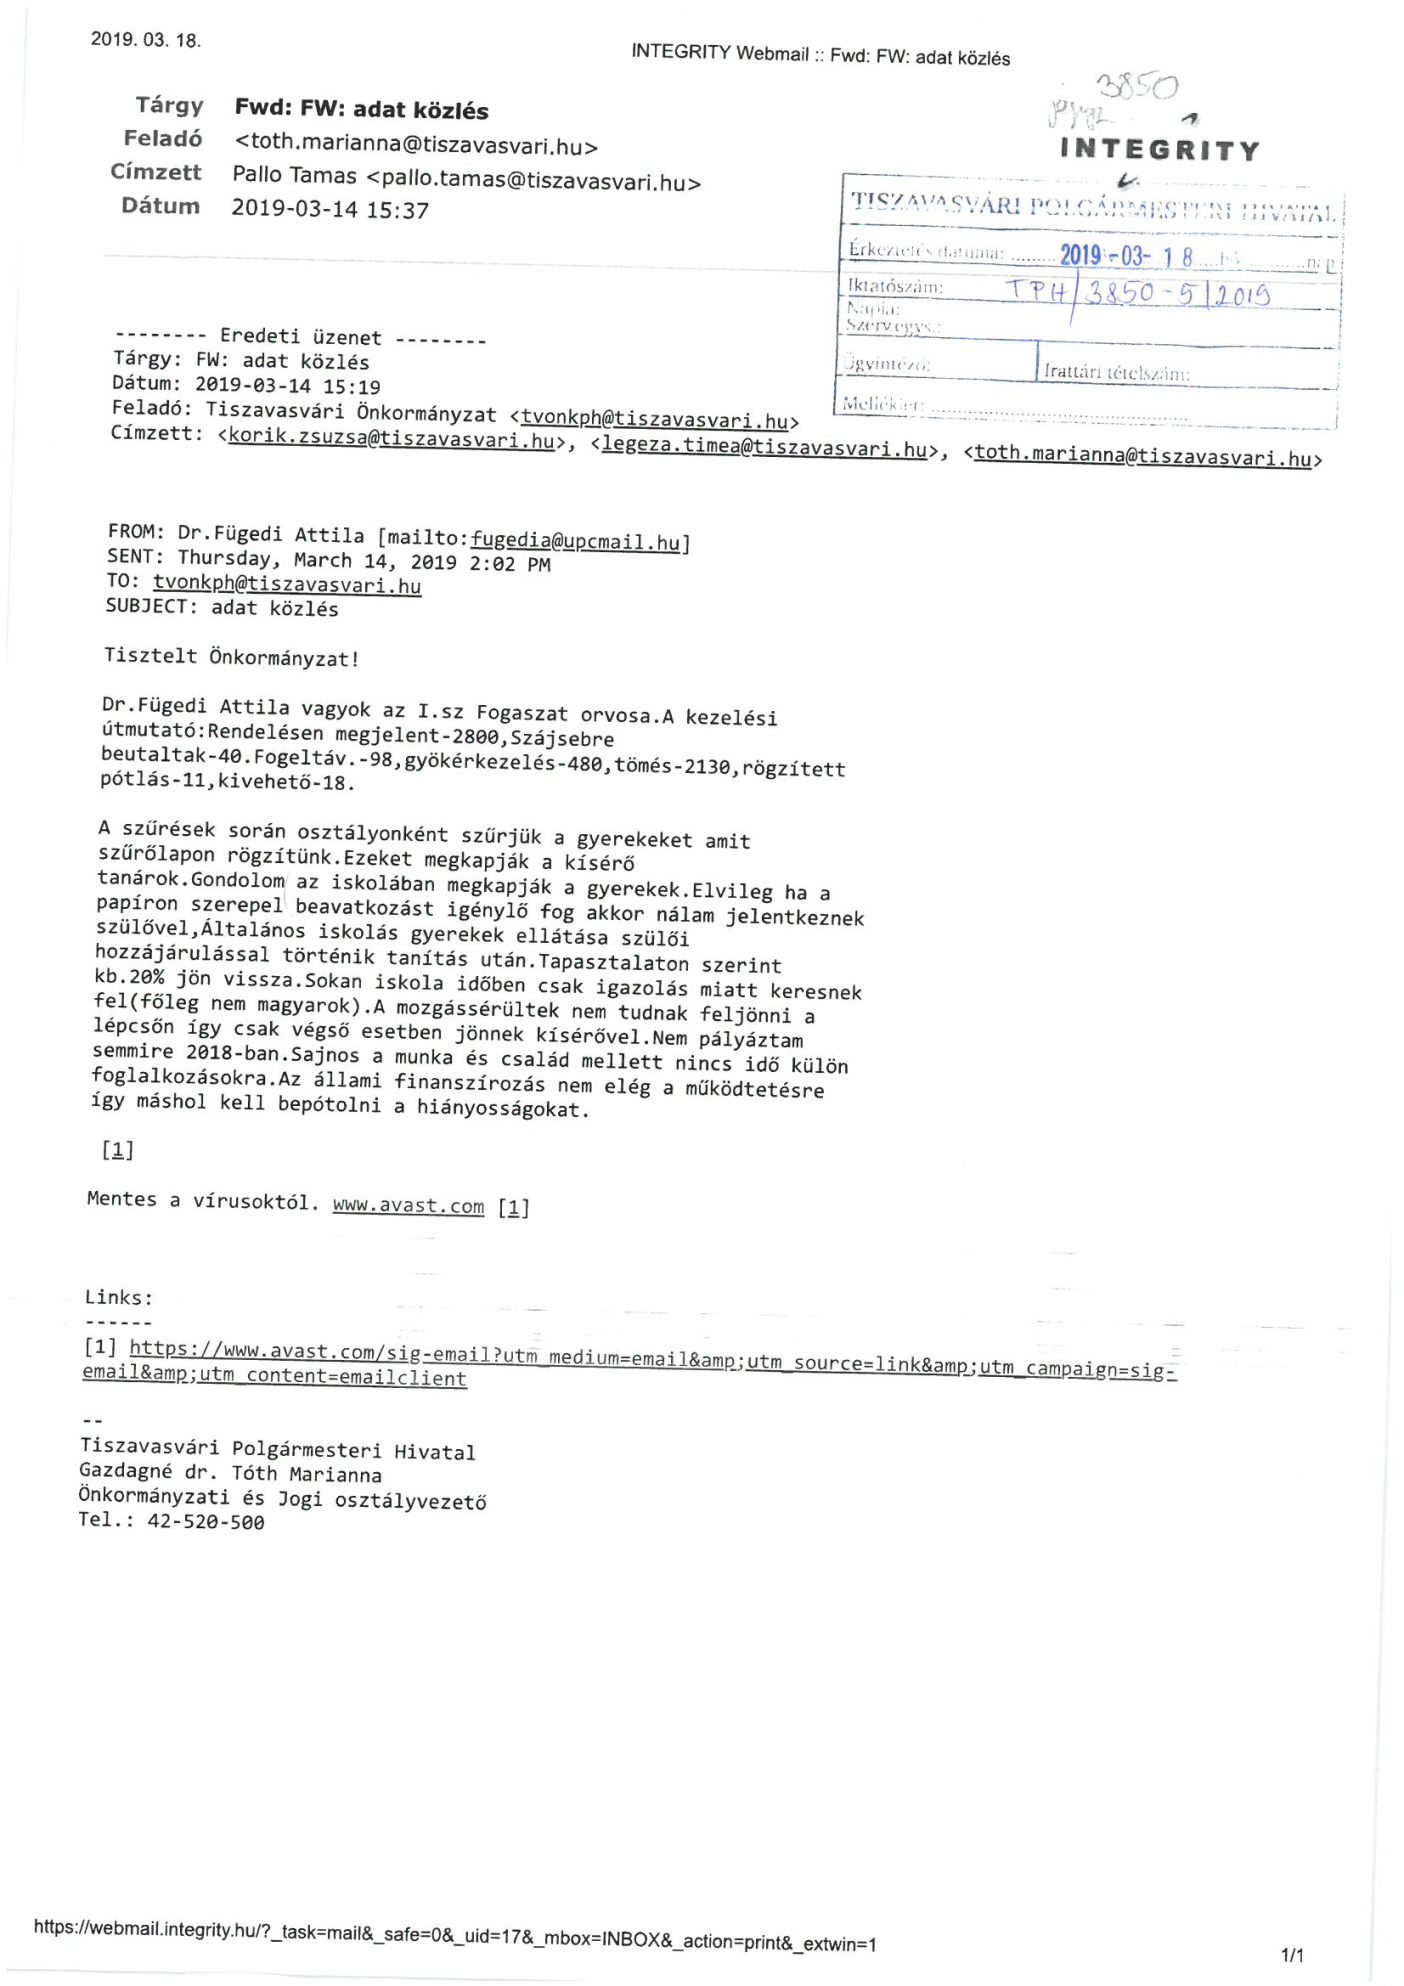 2019. 03. 18.
INTEGRITY Webmail :: Fwd: FW: adat közlés
3850
Tárgy Fwd: FW: adat közlés
Feladó <toth.marianna@tiszavasvari.hu>
Címzett Pallo Tamas <pallo.tamas@tiszavasvari.hu>
Dátum 2019-03-14 15:37
INTEGRITY
TISZAVASVÁRI POLGÁRMESTERI HIVATAL
Érkeztetés dátuma: 2019 -03- 18
Iktatószám: TPH/3850-5/2019
Napja:
Szerv.egys.:
Ügyintéző: Irattári tételszám:
Melléklet:
-------- Eredeti üzenet --------
Tárgy: FW: adat közlés
Dátum: 2019-03-14 15:19
Feladó: Tiszavasvári Önkormányzat <tvonkph@tiszavasvari.hu>
Címzett: <korik.zsuzsa@tiszavasvari.hu>, <legeza.timea@tiszavasvari.hu>, <toth.marianna@tiszavasvari.hu>
FROM: Dr.Fügedi Attila [mailto:fugedia@upcmail.hu]
SENT: Thursday, March 14, 2019 2:02 PM
TO: tvonkph@tiszavasvari.hu
SUBJECT: adat közlés
Tisztelt Önkormányzat!
Dr.Fügedi Attila vagyok az I.sz Fogaszat orvosa.A kezelési
útmutató:Rendelésen megjelent-2800,Szájsebre
beutaltak-40.Fogeltáv.-98,gyökérkezelés-480,tömés-2130,rögzített
pótlás-11,kivehető-18.
A szűrések során osztályonként szűrjük a gyerekeket amit
szűrőlapon rögzítünk.Ezeket megkapják a kísérő
tanárok.Gondolom az iskolában megkapják a gyerekek.Elvileg ha a
papíron szerepel beavatkozást igénylő fog akkor nálam jelentkeznek
szülővel,Általános iskolás gyerekek ellátása szülői
hozzájárulással történik tanítás után.Tapasztalaton szerint
kb.20% jön vissza.Sokan iskola időben csak igazolás miatt keresnek
fel(főleg nem magyarok).A mozgássérültek nem tudnak feljönni a
lépcsőn így csak végső esetben jönnek kísérővel.Nem pályáztam
semmire 2018-ban.Sajnos a munka és család mellett nincs idő külön
foglalkozásokra.Az állami finanszírozás nem elég a működtetésre
így máshol kell bepótolni a hiányosságokat.
[1]
Mentes a vírusoktól. www.avast.com [1]
Links:
------
[1] https://www.avast.com/sig-email?utm_medium=email&amp;utm_source=link&amp;utm_campaign=sig-
email&amp;utm_content=emailclient
--
Tiszavasvári Polgármesteri Hivatal
Gazdagné dr. Tóth Marianna
Önkormányzati és Jogi osztályvezető
Tel.: 42-520-500
https://webmail.integrity.hu/?_task=mail&_safe=0&_uid=17&_mbox=INBOX&_action=print&_extwin=1
1/1